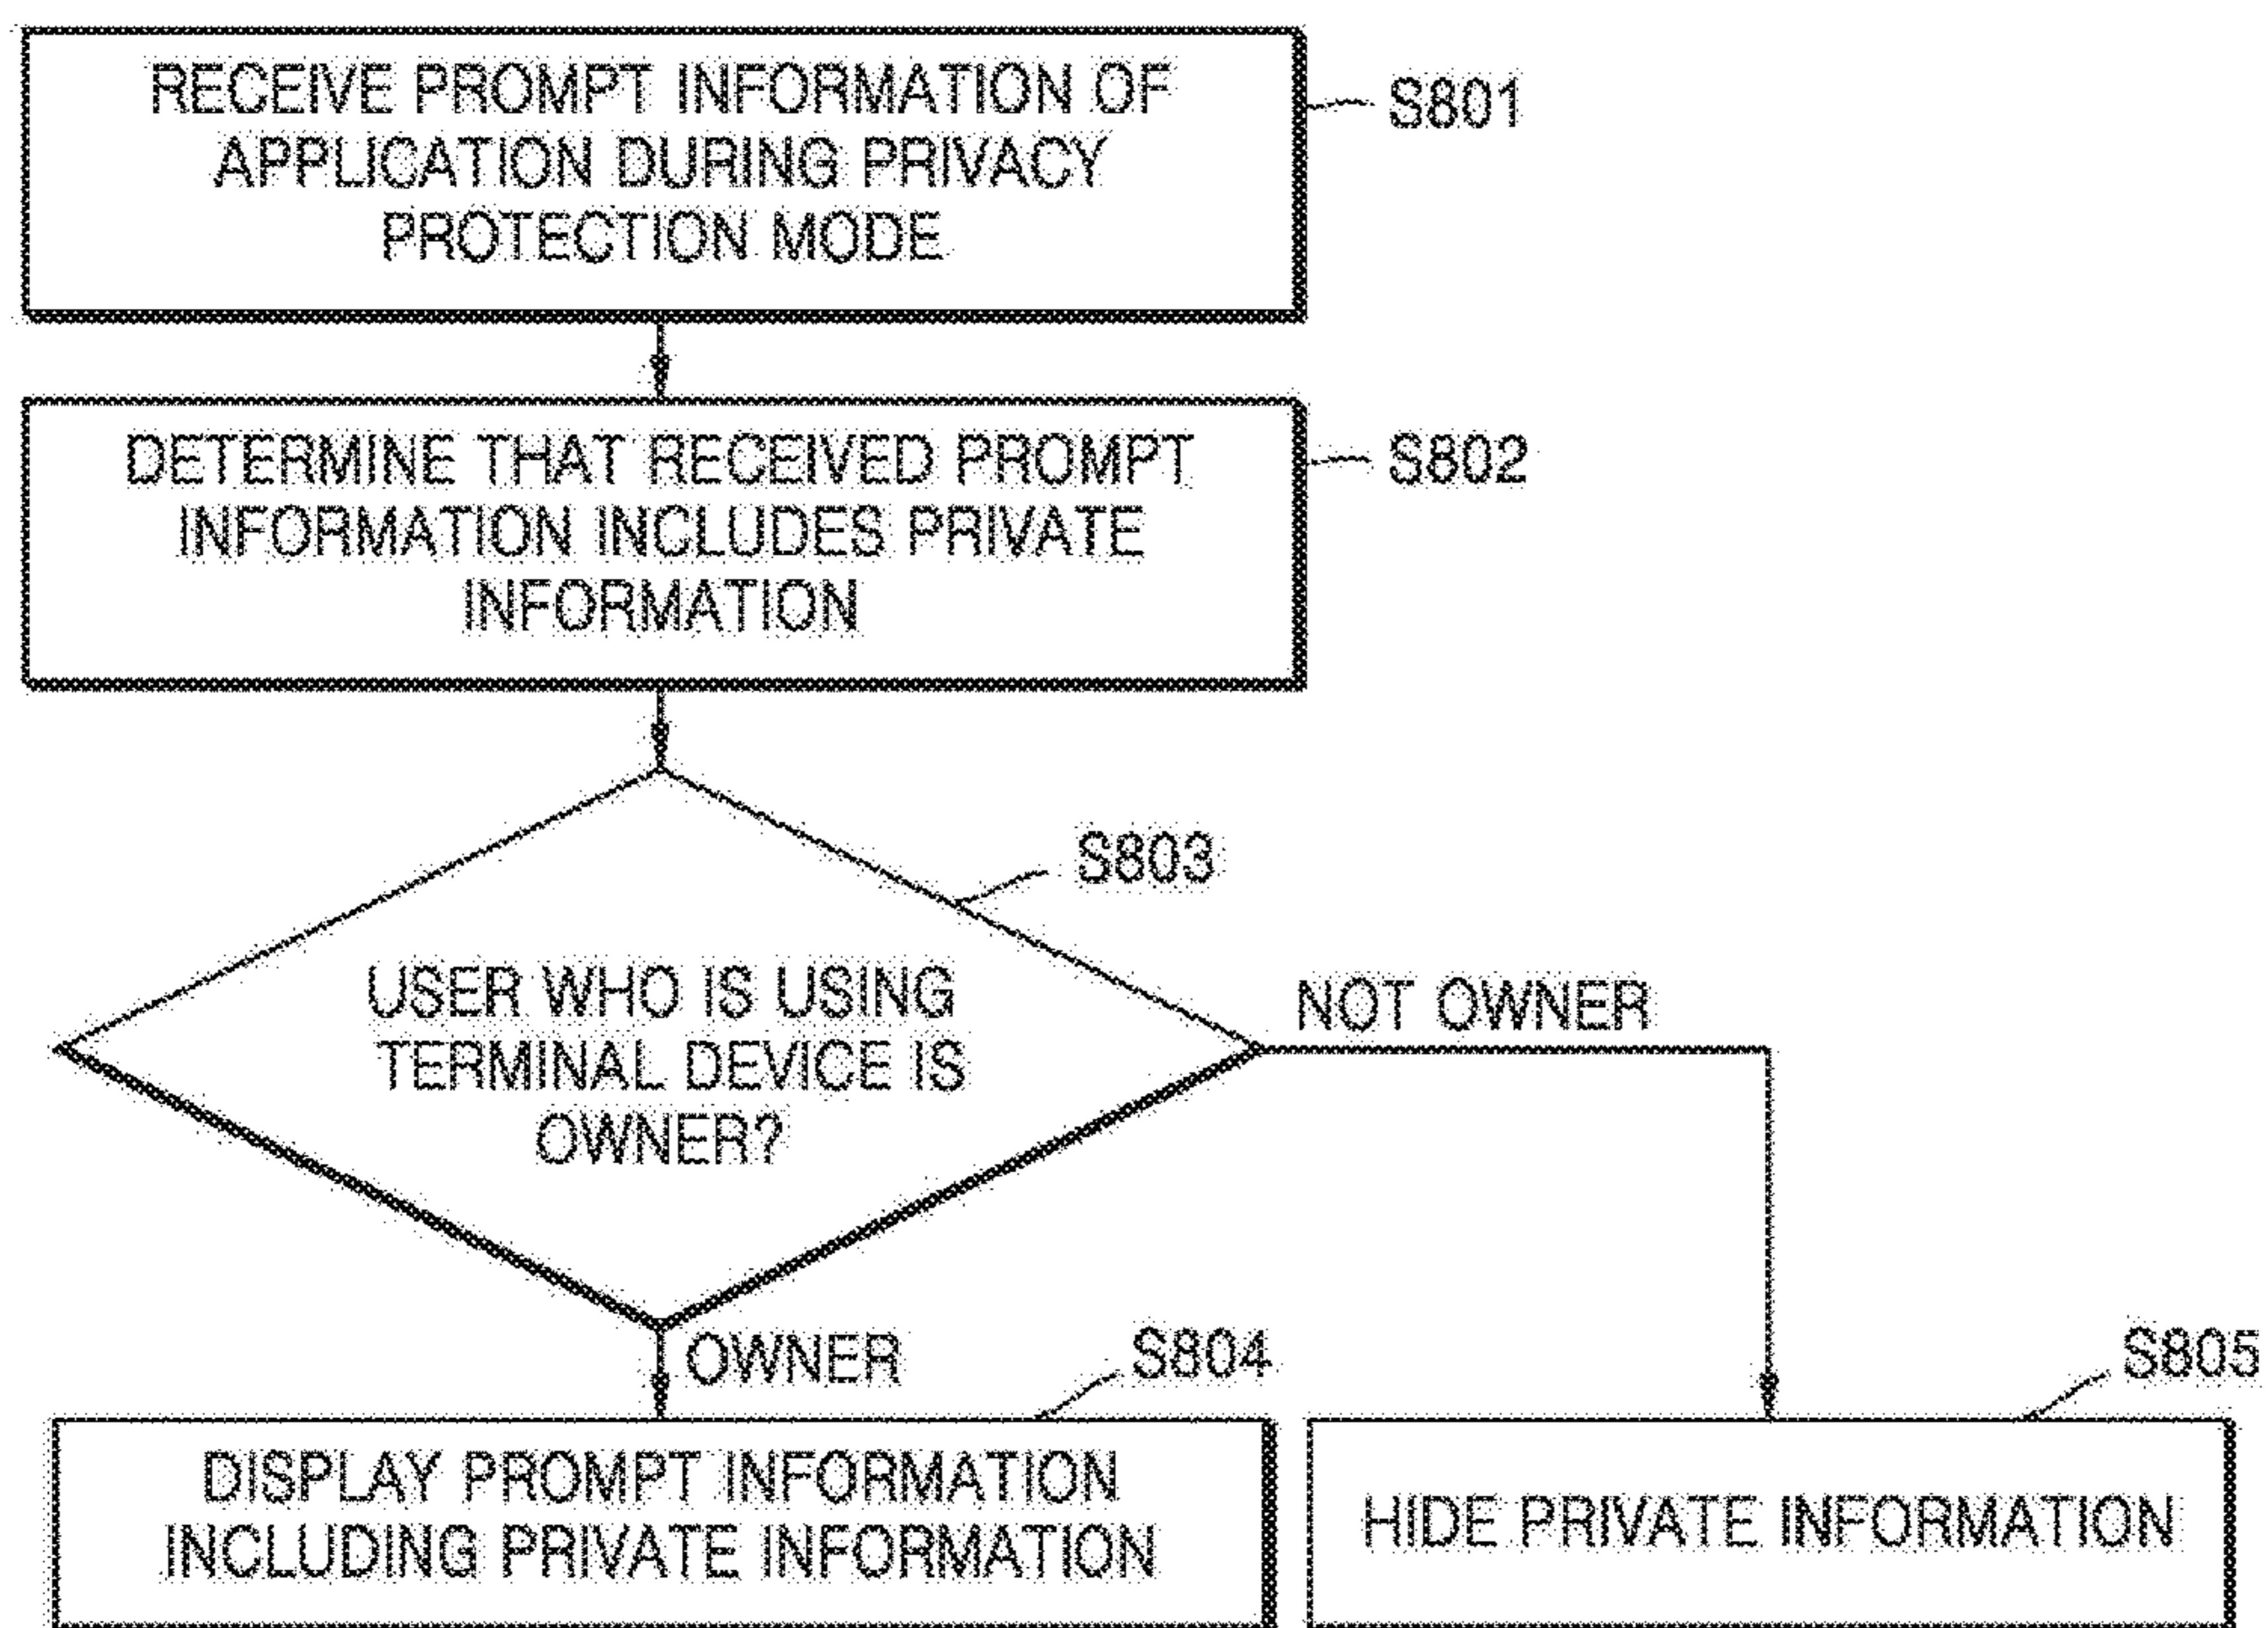 RECEIVE PROMPT INFORMATION OF
APPLICATION DURING PRIVACY
PROTECTION MODE
S801
DETERMINE THAT RECEIVED PROMPT
INFORMATION INCLUDES PRIVATE
INFORMATION
S802
S803
USER WHO IS USING
TERMINAL DEVICE IS
OWNER?
NOT OWNER
OWNER
S804
S805
DISPLAY PROMPT INFORMATION
INCLUDING PRIVATE INFORMATION
HIDE PRIVATE INFORMATION